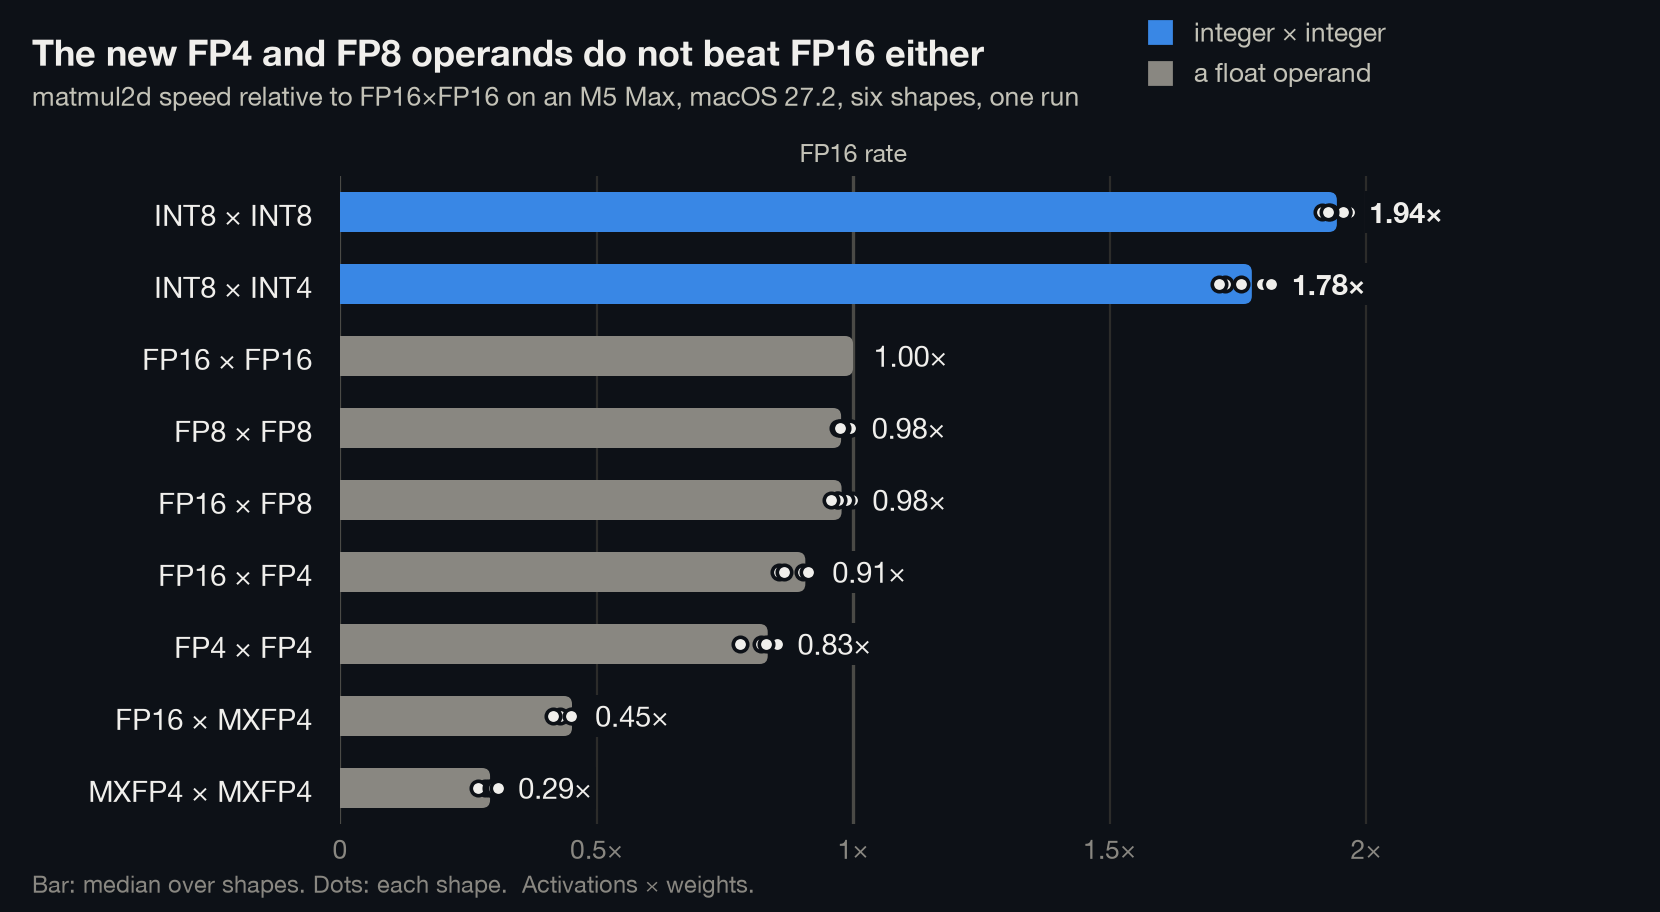 The new FP4 and FP8 operands do not beat FP16 either
matmul2d speed relative to FP16×FP16 on an M5 Max, macOS 27.2, six shapes, one run
integer × integer
a float operand
FP16 rate
INT8 × INT8 1.94×
INT8 × INT4 1.78×
FP16 × FP16 1.00×
FP8 × FP8 0.98×
FP16 × FP8 0.98×
FP16 × FP4 0.91×
FP4 × FP4 0.83×
FP16 × MXFP4 0.45×
MXFP4 × MXFP4 0.29×
0 0.5× 1× 1.5× 2×
Bar: median over shapes. Dots: each shape. Activations × weights.